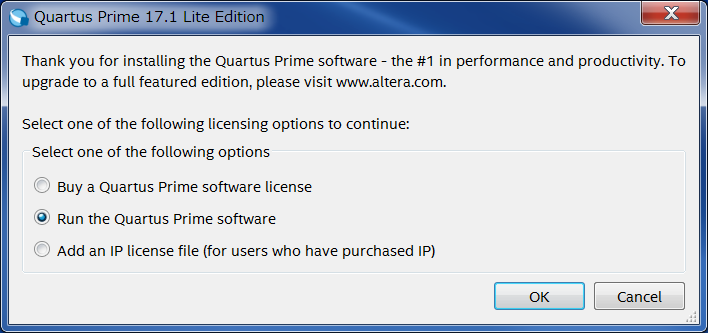 Quartus Prime 17.1 Lite Edition
Thank you for installing the Quartus Prime software - the #1 in performance and productivity. To
upgrade to a full featured edition, please visit www.altera.com.
Select one of the following licensing options to continue:
Select one of the following options
Buy a Quartus Prime software license
Run the Quartus Prime software
Add an IP license file (for users who have purchased IP)
OK Cancel